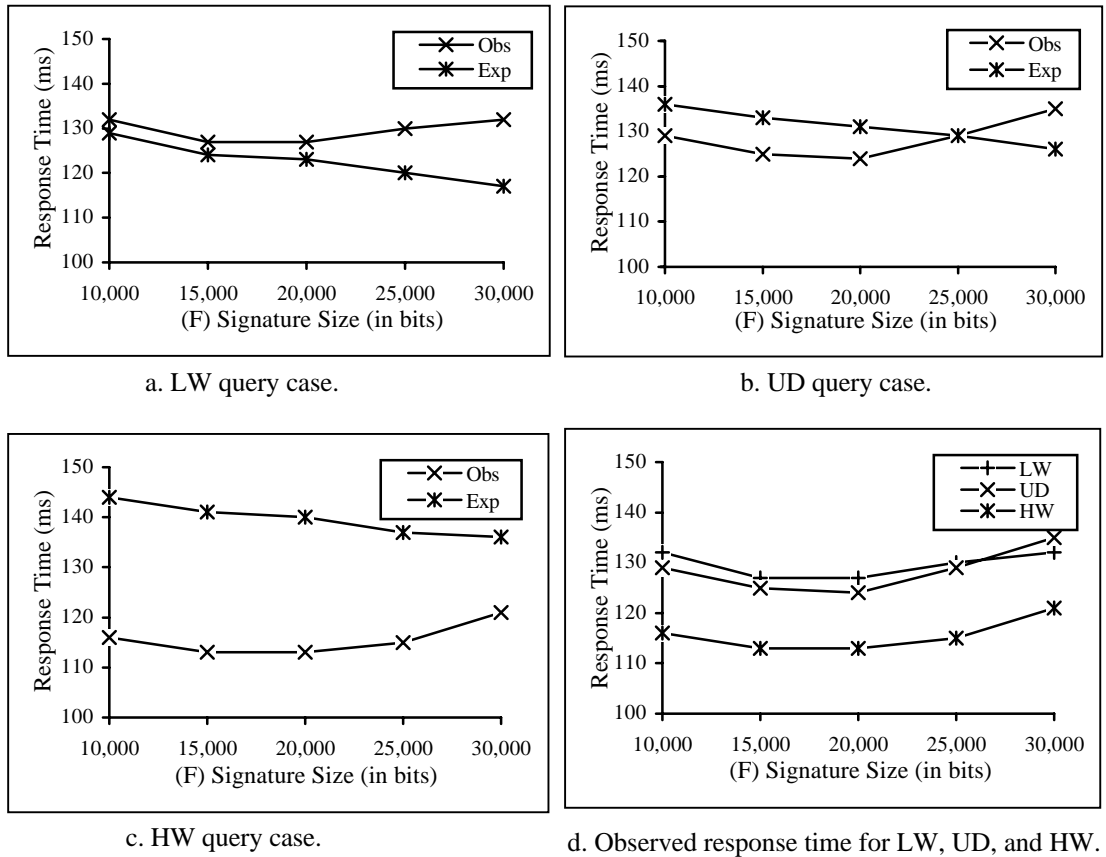 150
140
130
120
110
100
Response Time (ms)
Obs
Exp
10,000 15,000 20,000 25,000 30,000
(F) Signature Size (in bits)
a. LW query case.
150
140
130
120
110
100
Response Time (ms)
Obs
Exp
10,000 15,000 20,000 25,000 30,000
(F) Signature Size (in bits)
b. UD query case.
150
140
130
120
110
100
Response Time (ms)
Obs
Exp
10,000 15,000 20,000 25,000 30,000
(F) Signature Size (in bits)
c. HW query case.
150
140
130
120
110
100
Response Time (ms)
LW
UD
HW
10,000 15,000 20,000 25,000 30,000
(F) Signature Size (in bits)
d. Observed response time for LW, UD, and HW.